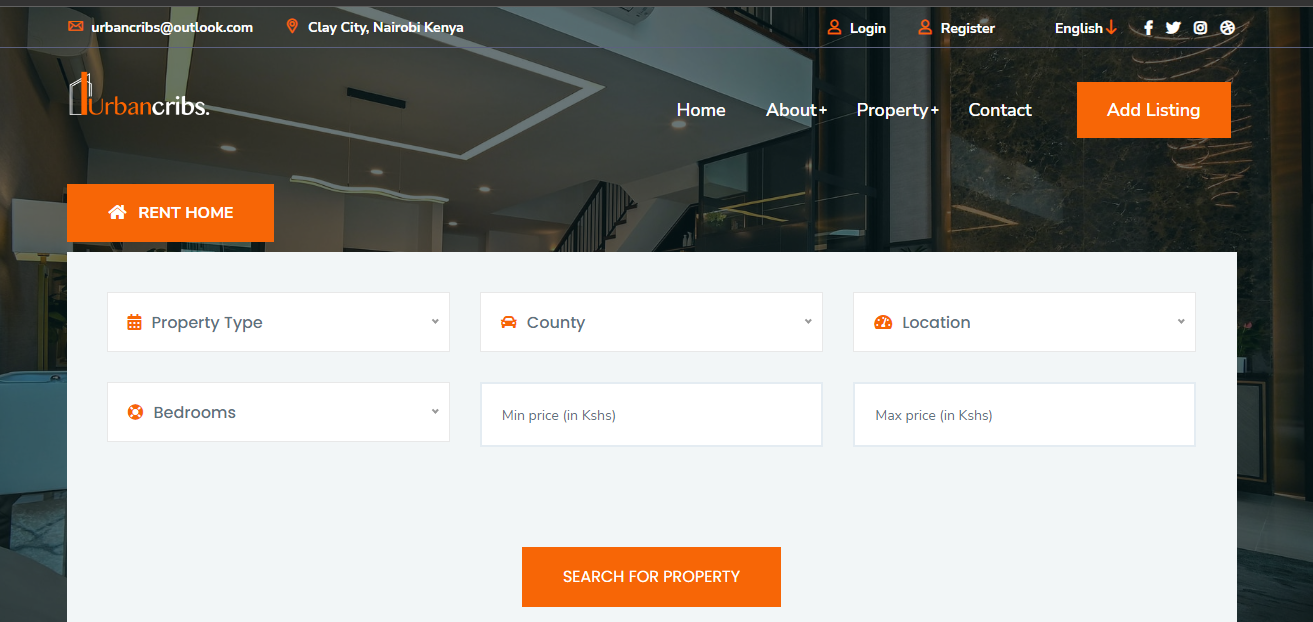 urbancribs@outlook.com Clay City, Nairobi Kenya Login Register English
Urbancribs. Home About+ Property+ Contact Add Listing
RENT HOME
Property Type County Location
Bedrooms Min price (in Kshs) Max price (in Kshs)
SEARCH FOR PROPERTY